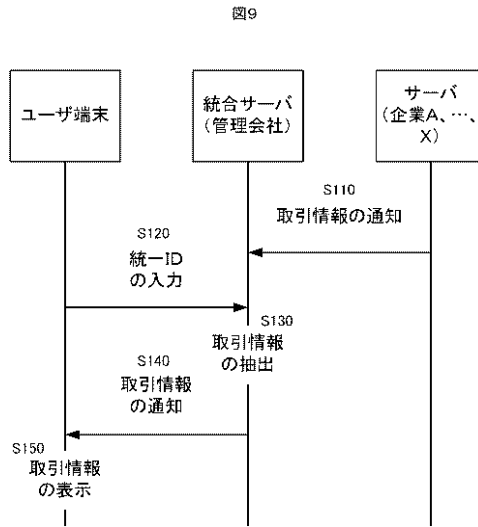 図9
ユーザ端末
統合サーバ
(管理会社)
サーバ
(企業A、…、
X)
S110
取引情報の通知
S120
統一ID
の入力
S130
取引情報
の抽出
S140
取引情報
の通知
S150
取引情報
の表示